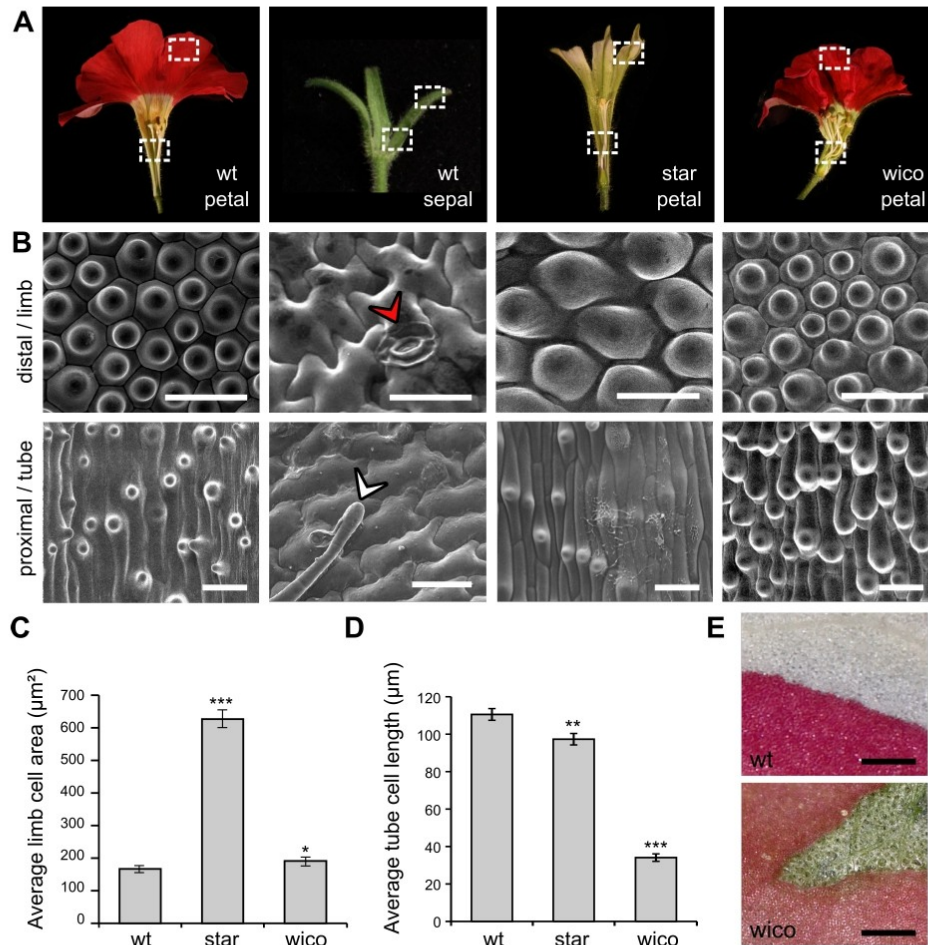 A
wt
petal
wt
sepal
star
petal
wico
petal
B
distal / limb
proximal / tube
C
Average limb cell area (µm²)
700
600
500
400
300
200
100
0
***
*
wt
star
wico
D
Average tube cell length (µm)
120
100
80
60
40
20
0
**
***
wt
star
wico
E
wt
wico